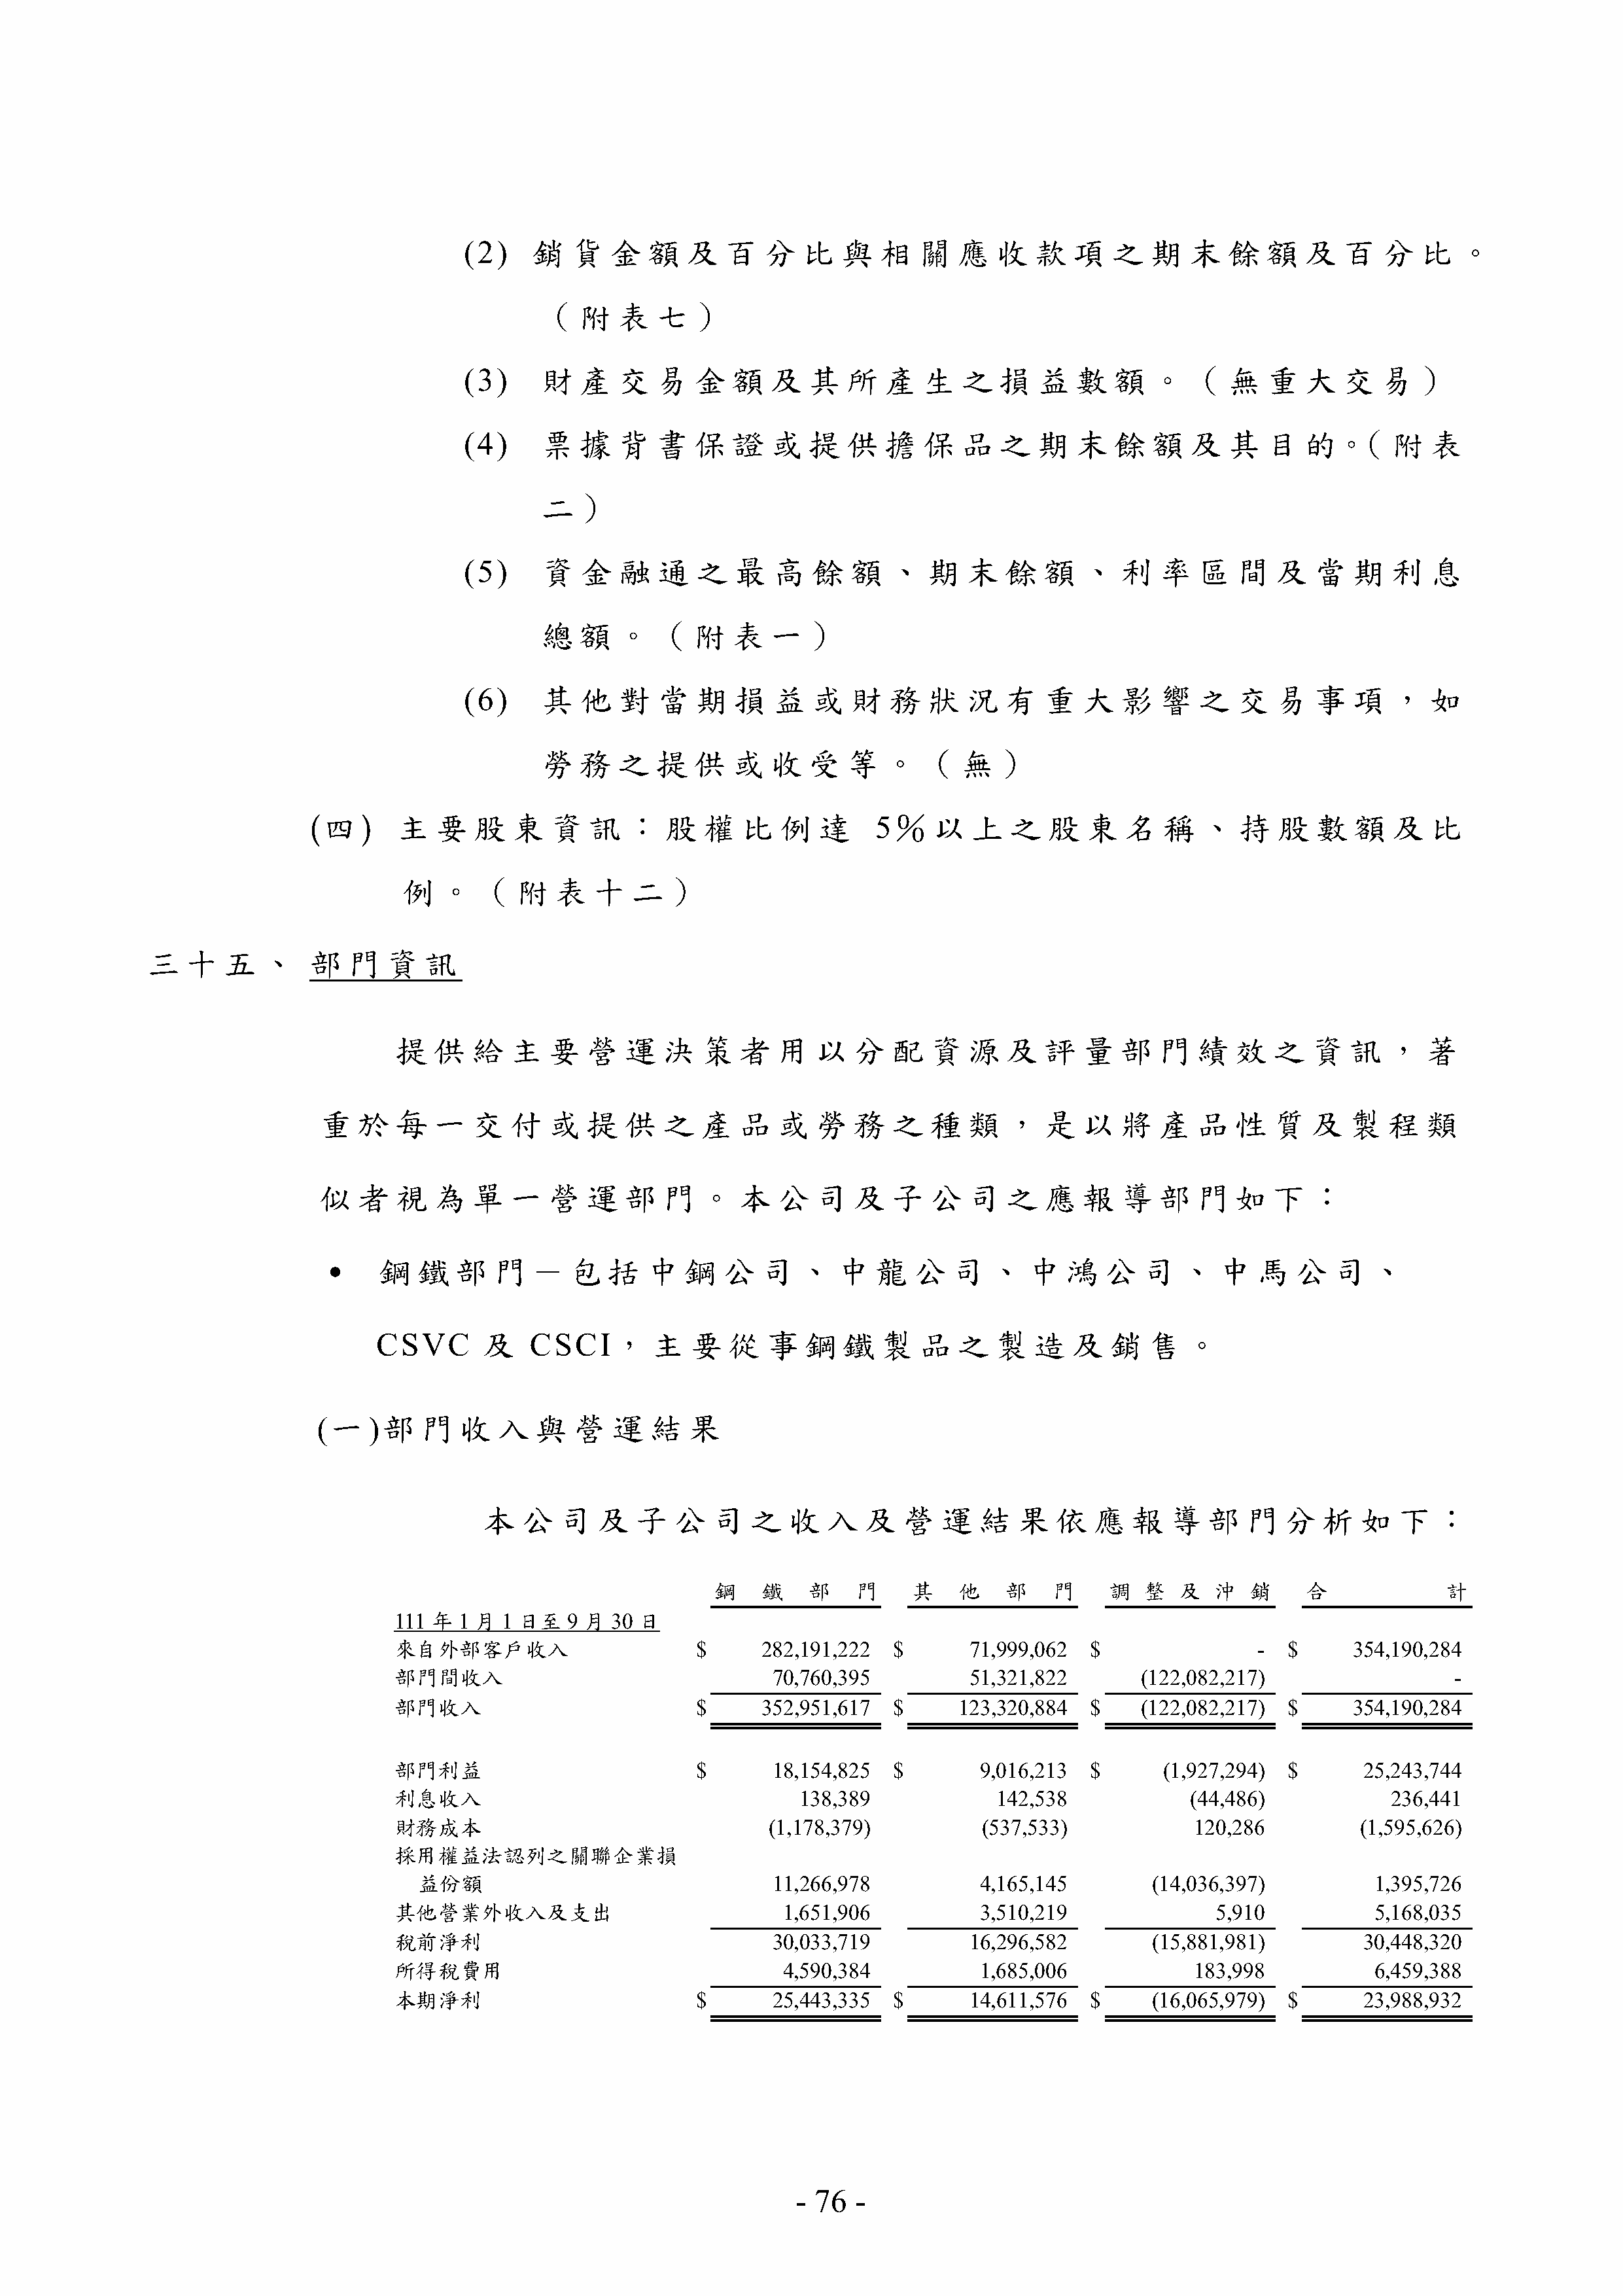 (2) 銷貨金額及百分比與相關應收款項之期末餘額及百分比。
（附表七）
(3) 財產交易金額及其所產生之損益數額。（無重大交易）
(4) 票據背書保證或提供擔保品之期末餘額及其目的。（附表
二）
(5) 資金融通之最高餘額、期末餘額、利率區間及當期利息
總額。（附表一）
(6) 其他對當期損益或財務狀況有重大影響之交易事項，如
勞務之提供或收受等。（無）
(四) 主要股東資訊：股權比例達 5%以上之股東名稱、持股數額及比
例。（附表十二）
三十五、 部門資訊
提供給主要營運決策者用以分配資源及評量部門績效之資訊，著
重於每一交付或提供之產品或勞務之種類，是以將產品性質及製程類
似者視為單一營運部門。本公司及子公司之應報導部門如下：
• 鋼鐵部門－包括中鋼公司、中龍公司、中鴻公司、中馬公司、
CSVC 及 CSCI，主要從事鋼鐵製品之製造及銷售。
(一)部門收入與營運結果
本公司及子公司之收入及營運結果依應報導部門分析如下：
鋼鐵部門 其他部門 調整及沖銷 合計
111 年 1 月 1 日至 9 月 30 日
來自外部客戶收入 $ 282,191,222 $ 71,999,062 $ - $ 354,190,284
部門間收入 70,760,395 51,321,822 (122,082,217) -
部門收入 $ 352,951,617 $ 123,320,884 $ (122,082,217) $ 354,190,284
部門利益 $ 18,154,825 $ 9,016,213 $ (1,927,294) $ 25,243,744
利息收入 138,389 142,538 (44,486) 236,441
財務成本 (1,178,379) (537,533) 120,286 (1,595,626)
採用權益法認列之關聯企業損
益份額 11,266,978 4,165,145 (14,036,397) 1,395,726
其他營業外收入及支出 1,651,906 3,510,219 5,910 5,168,035
稅前淨利 30,033,719 16,296,582 (15,881,981) 30,448,320
所得稅費用 4,590,384 1,685,006 183,998 6,459,388
本期淨利 $ 25,443,335 $ 14,611,576 $ (16,065,979) $ 23,988,932
- 76 -